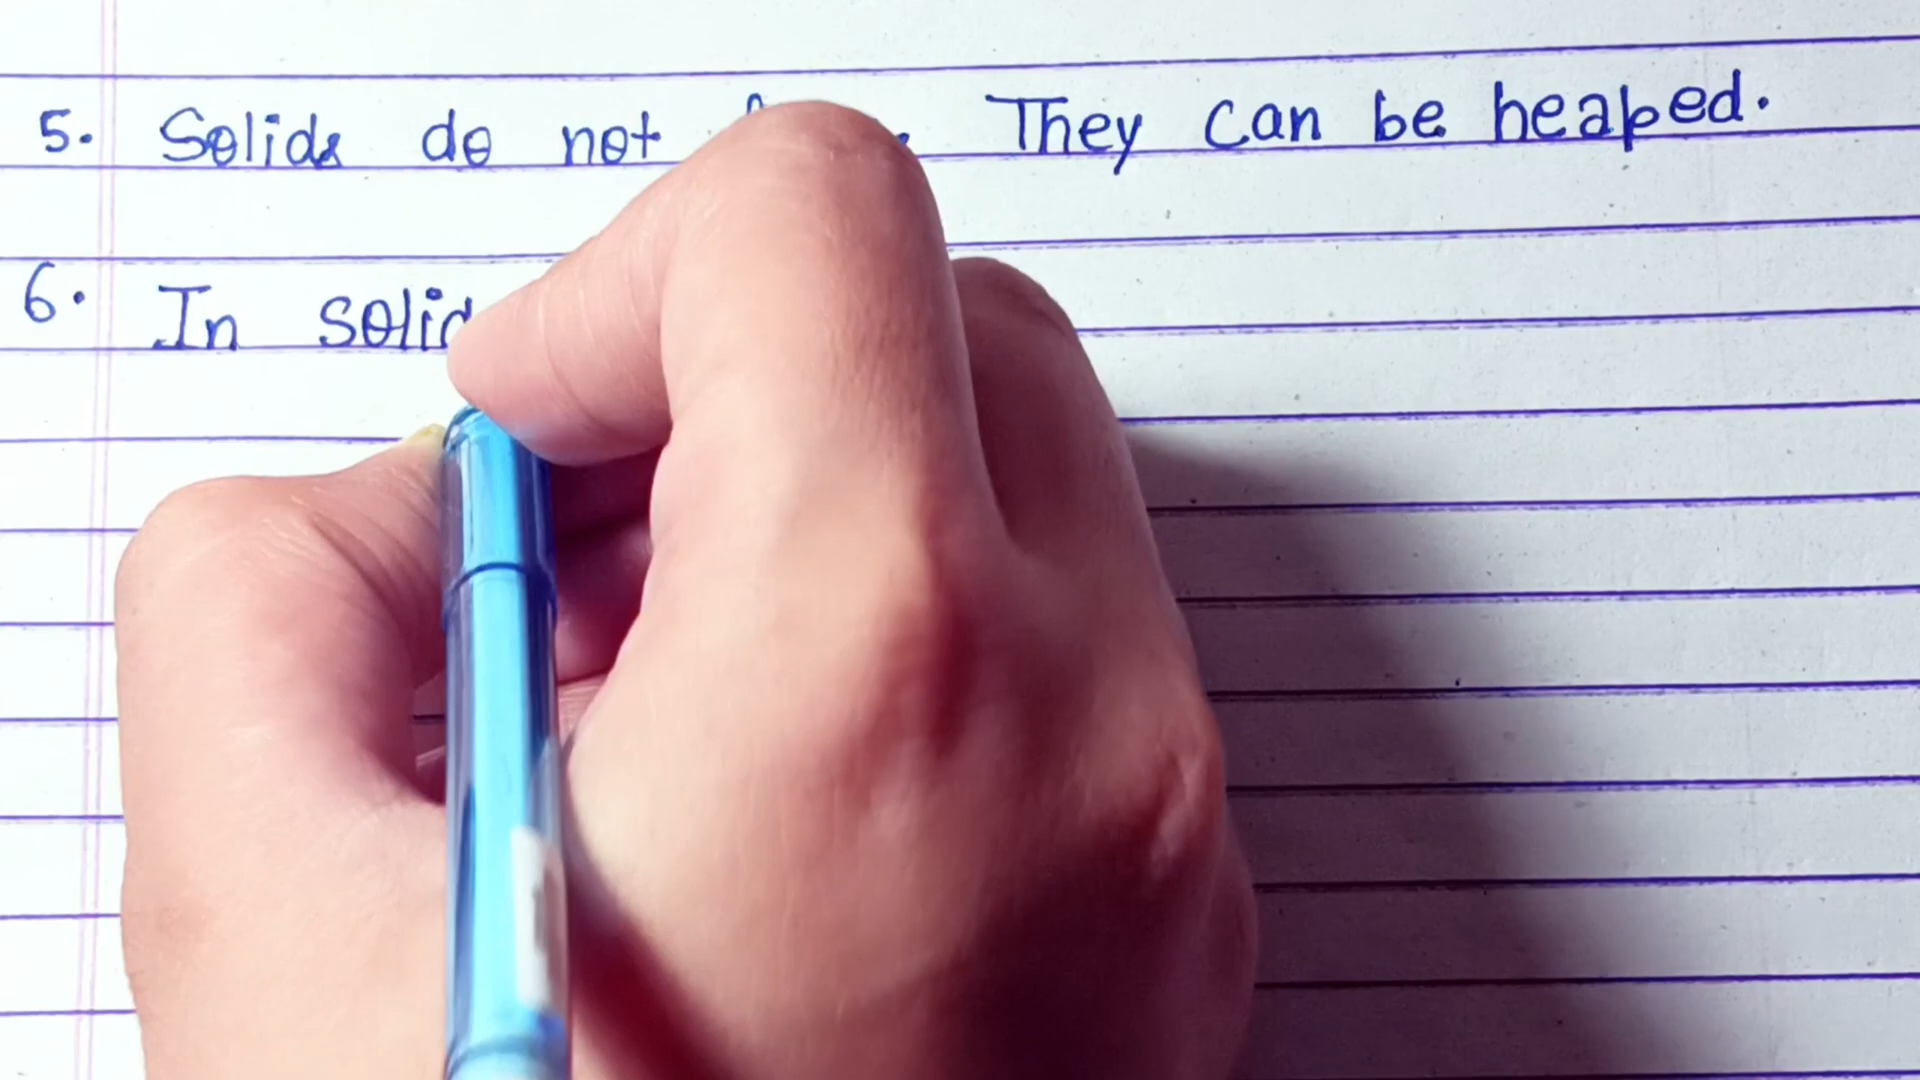 5. Solids do not They can be heaped.
6. In solid